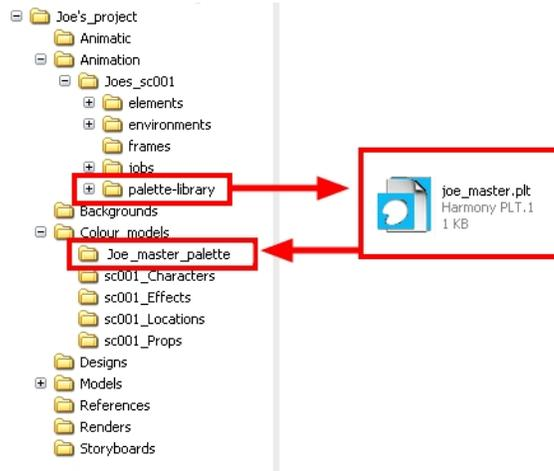 Joe's_project
Animatic
Animation
Joes_sc001
elements
environments
frames
jobs
palette-library
Backgrounds
Colour_models
Joe_master_palette
sc001_Characters
sc001_Effects
sc001_Locations
sc001_Props
Designs
Models
References
Renders
Storyboards
joe_master.plt
Harmony PLT.1
1 KB